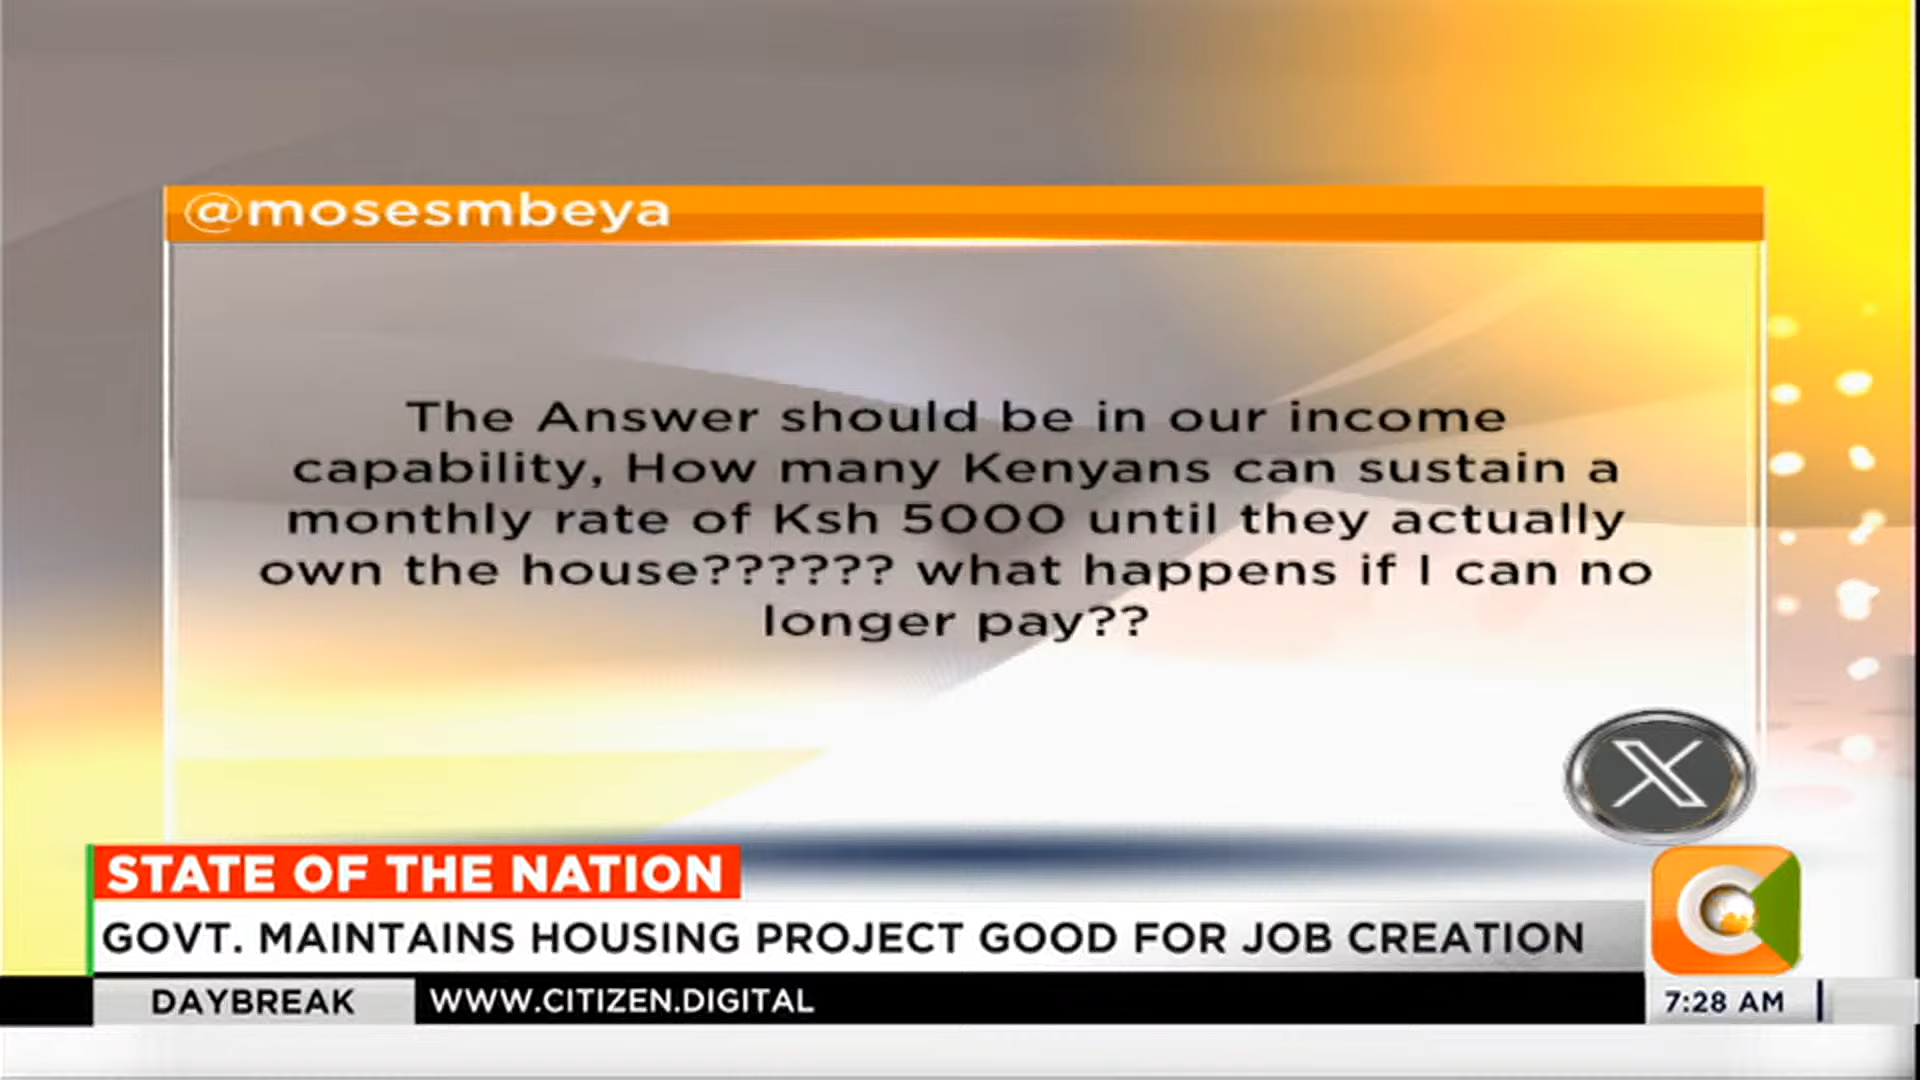 @mosesmbeya
The Answer should be in our income
capability, How many Kenyans can sustain a
monthly rate of Ksh 5000 until they actually
own the house?????? what happens if I can no
longer pay??
STATE OF THE NATION
GOVT. MAINTAINS HOUSING PROJECT GOOD FOR JOB CREATION
DAYBREAK
WWW.CITIZEN.DIGITAL
7:28 AM